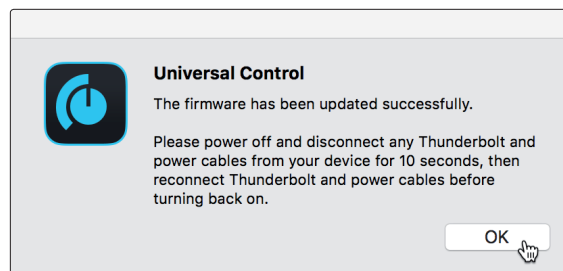 Universal Control
The firmware has been updated successfully.
Please power off and disconnect any Thunderbolt and
power cables from your device for 10 seconds, then
reconnect Thunderbolt and power cables before
turning back on.
OK